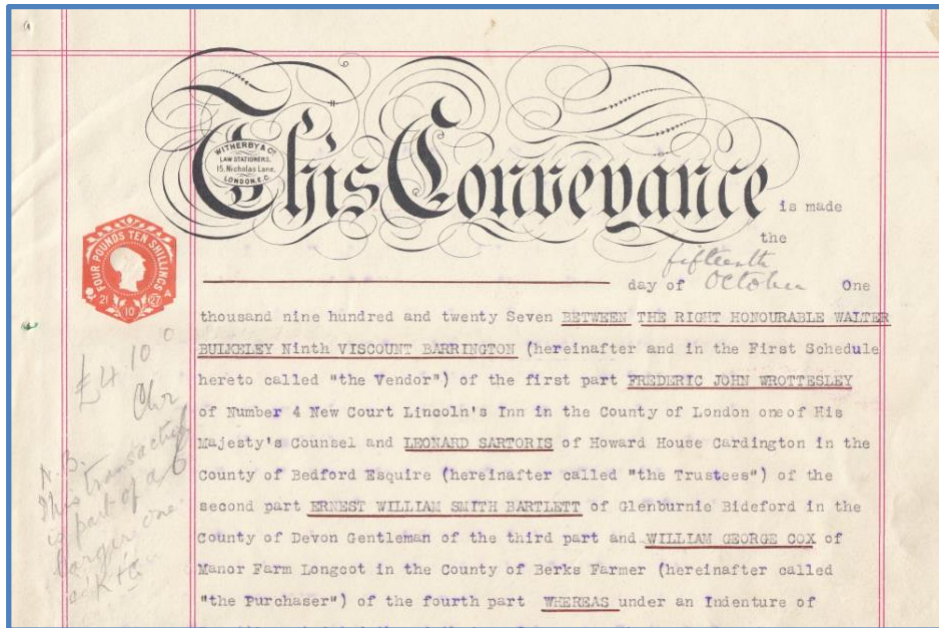 This Conveyance is made
WITHERBY & Co
LAW STATIONERS,
15, Nicholas Lane,
LONDON, E.C.
the
fifteenth
day of October One
FOUR POUNDS TEN SHILLINGS
21 10 27
thousand nine hundred and twenty Seven BETWEEN THE RIGHT HONOURABLE WALTER
BULKELEY Ninth VISCOUNT BARRINGTON (hereinafter and in the First Schedule
hereto called "the Vendor") of the first part FREDERIC JOHN WROTTESLEY
of Number 4 New Court Lincoln's Inn in the County of London one of His
Majesty's Counsel and LEONARD SARTORIS of Howard House Cardington in the
County of Bedford Esquire (hereinafter called "the Trustees") of the
second part ERNEST WILLIAM SMITH BARTLETT of Glenburnie Bideford in the
County of Devon Gentleman of the third part and WILLIAM GEORGE COX of
Manor Farm Longcot in the County of Berks Farmer (hereinafter called
"the Purchaser") of the fourth part WHEREAS under an Indenture of
£4 10 0
N.B.
This transaction
is part of a
larger one